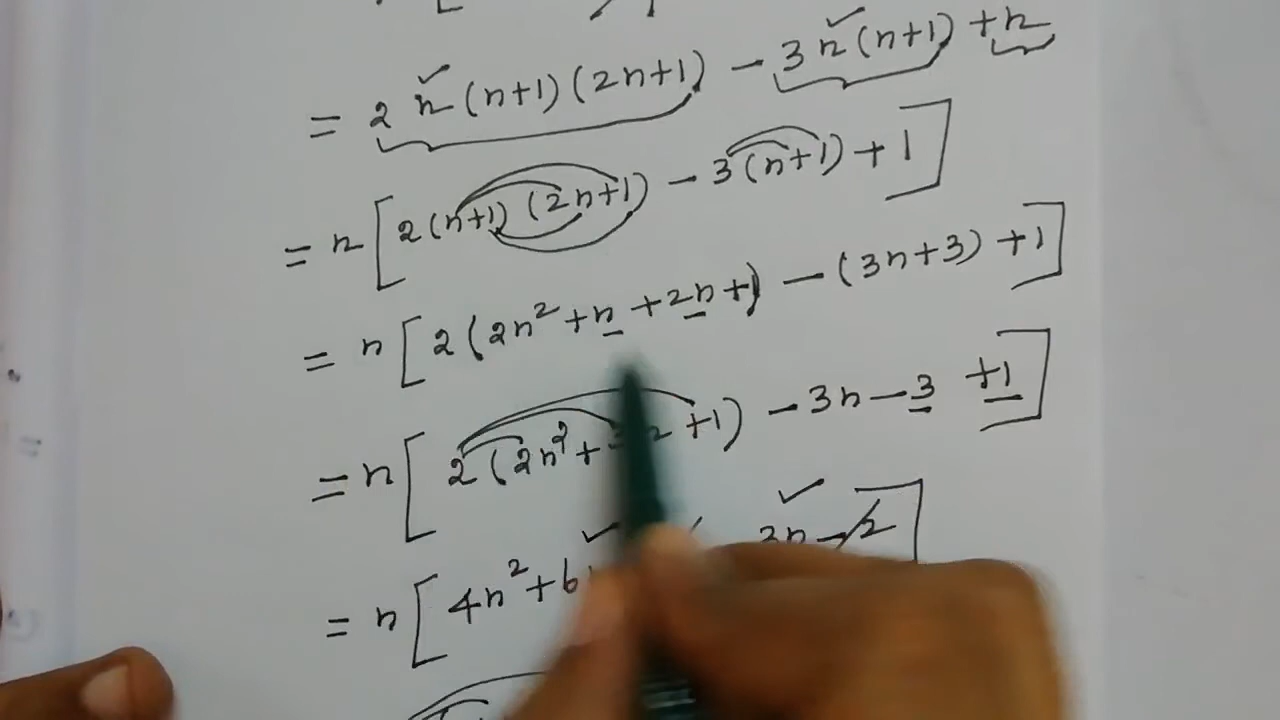 = 2 n (n+1) (2n+1) - 3 n (n+1) + n
= n [ 2 (n+1) (2n+1) - 3 (n+1) + 1 ]
= n [ 2 (2n² + n + 2n + 1) - (3n + 3) + 1 ]
= n [ 2 (2n² + +1) - 3n - 3 + 1 ]
= n [ 4n² + 6 3n - 2 ]